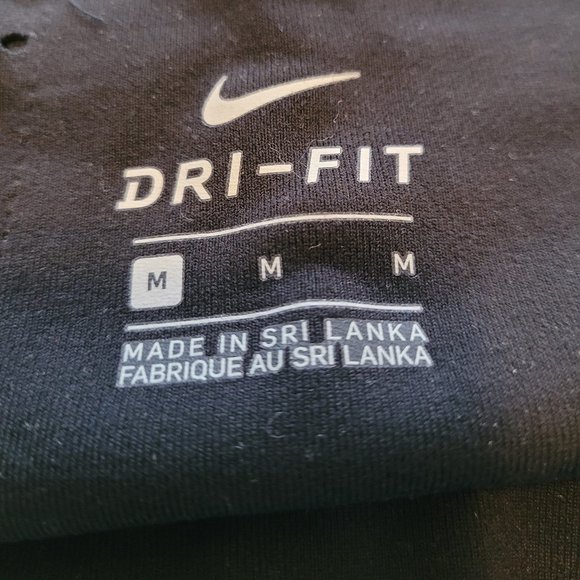 DRI-FIT
M M M
MADE IN SRI LANKA
FABRIQUE AU SRI LANKA